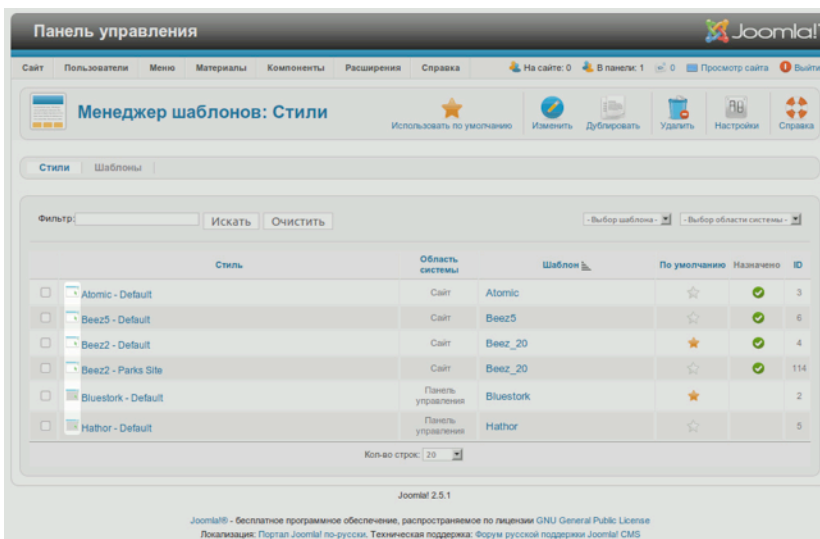 Панель управления
Joomla!
Сайт Пользователи Меню Материалы Компоненты Расширения Справка На сайте: 0 В панели: 1 0 Просмотр сайта Выйти
Менеджер шаблонов: Стили
Использовать по умолчанию Изменить Дублировать Удалить Настройки Справка
Стили Шаблоны
Фильтр: Искать Очистить - Выбор шаблона - - Выбор области системы -
Стиль Область системы Шаблон По умолчанию Назначено ID
Atomic - Default Сайт Atomic 3
Beez5 - Default Сайт Beez5 6
Beez2 - Default Сайт Beez_20 4
Beez2 - Parks Site Сайт Beez_20 114
Bluestork - Default Панель управления Bluestork 2
Hathor - Default Панель управления Hathor 5
Кол-во строк: 20
Joomla! 2.5.1
Joomla!® - бесплатное программное обеспечение, распространяемое по лицензии GNU General Public License
Локализация: Портал Joomla! по-русски. Техническая поддержка: Форум русской поддержки Joomla! CMS